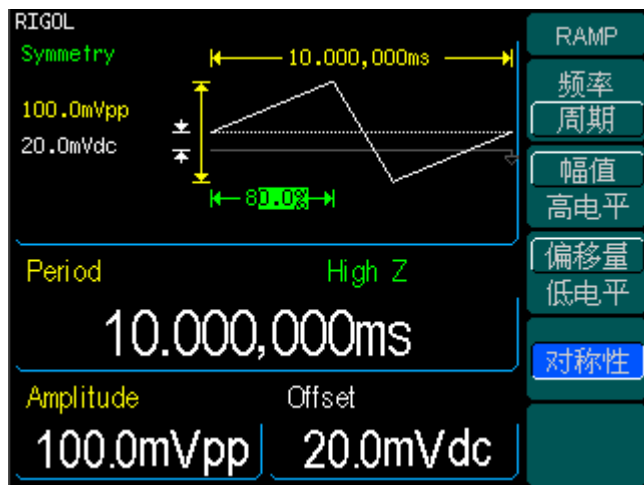 RIGOL
RAMP
Symmetry
10.000,000ms
频率
周期
100.0mVpp
20.0mVdc
幅值
高电平
80.0%
偏移量
低电平
Period
High Z
10.000,000ms
对称性
Amplitude
Offset
100.0mVpp
20.0mVdc